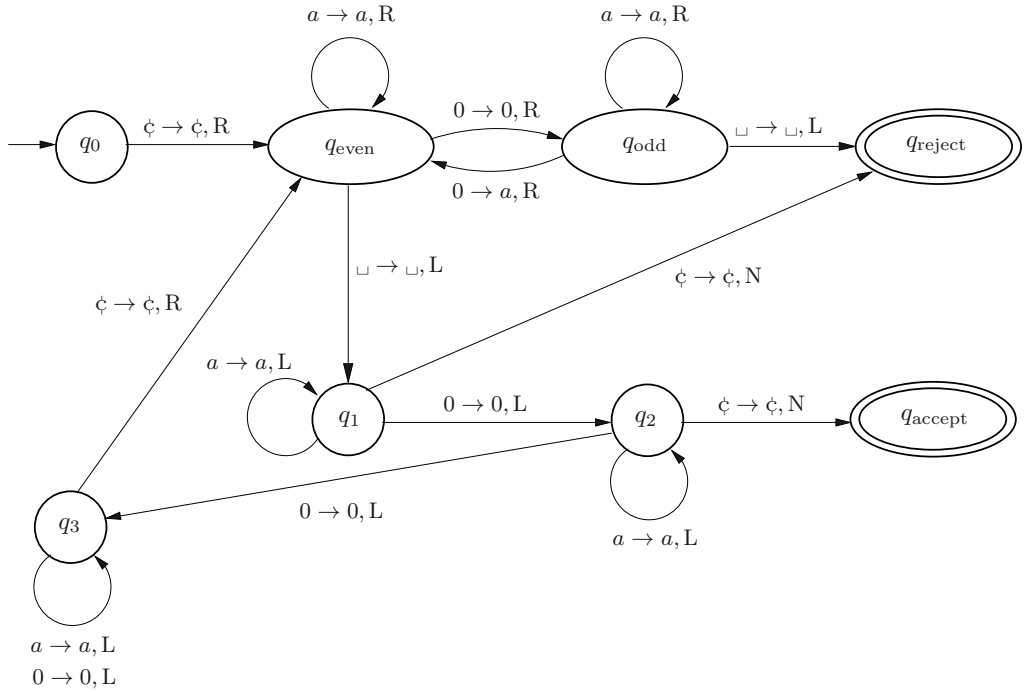 a → a, R
a → a, R
q0
¢ → ¢, R
qeven
0 → 0, R
0 → a, R
qodd
␣ → ␣, L
qreject
␣ → ␣, L
¢ → ¢, N
¢ → ¢, R
a → a, L
q1
0 → 0, L
q2
¢ → ¢, N
qaccept
0 → 0, L
a → a, L
q3
a → a, L
0 → 0, L